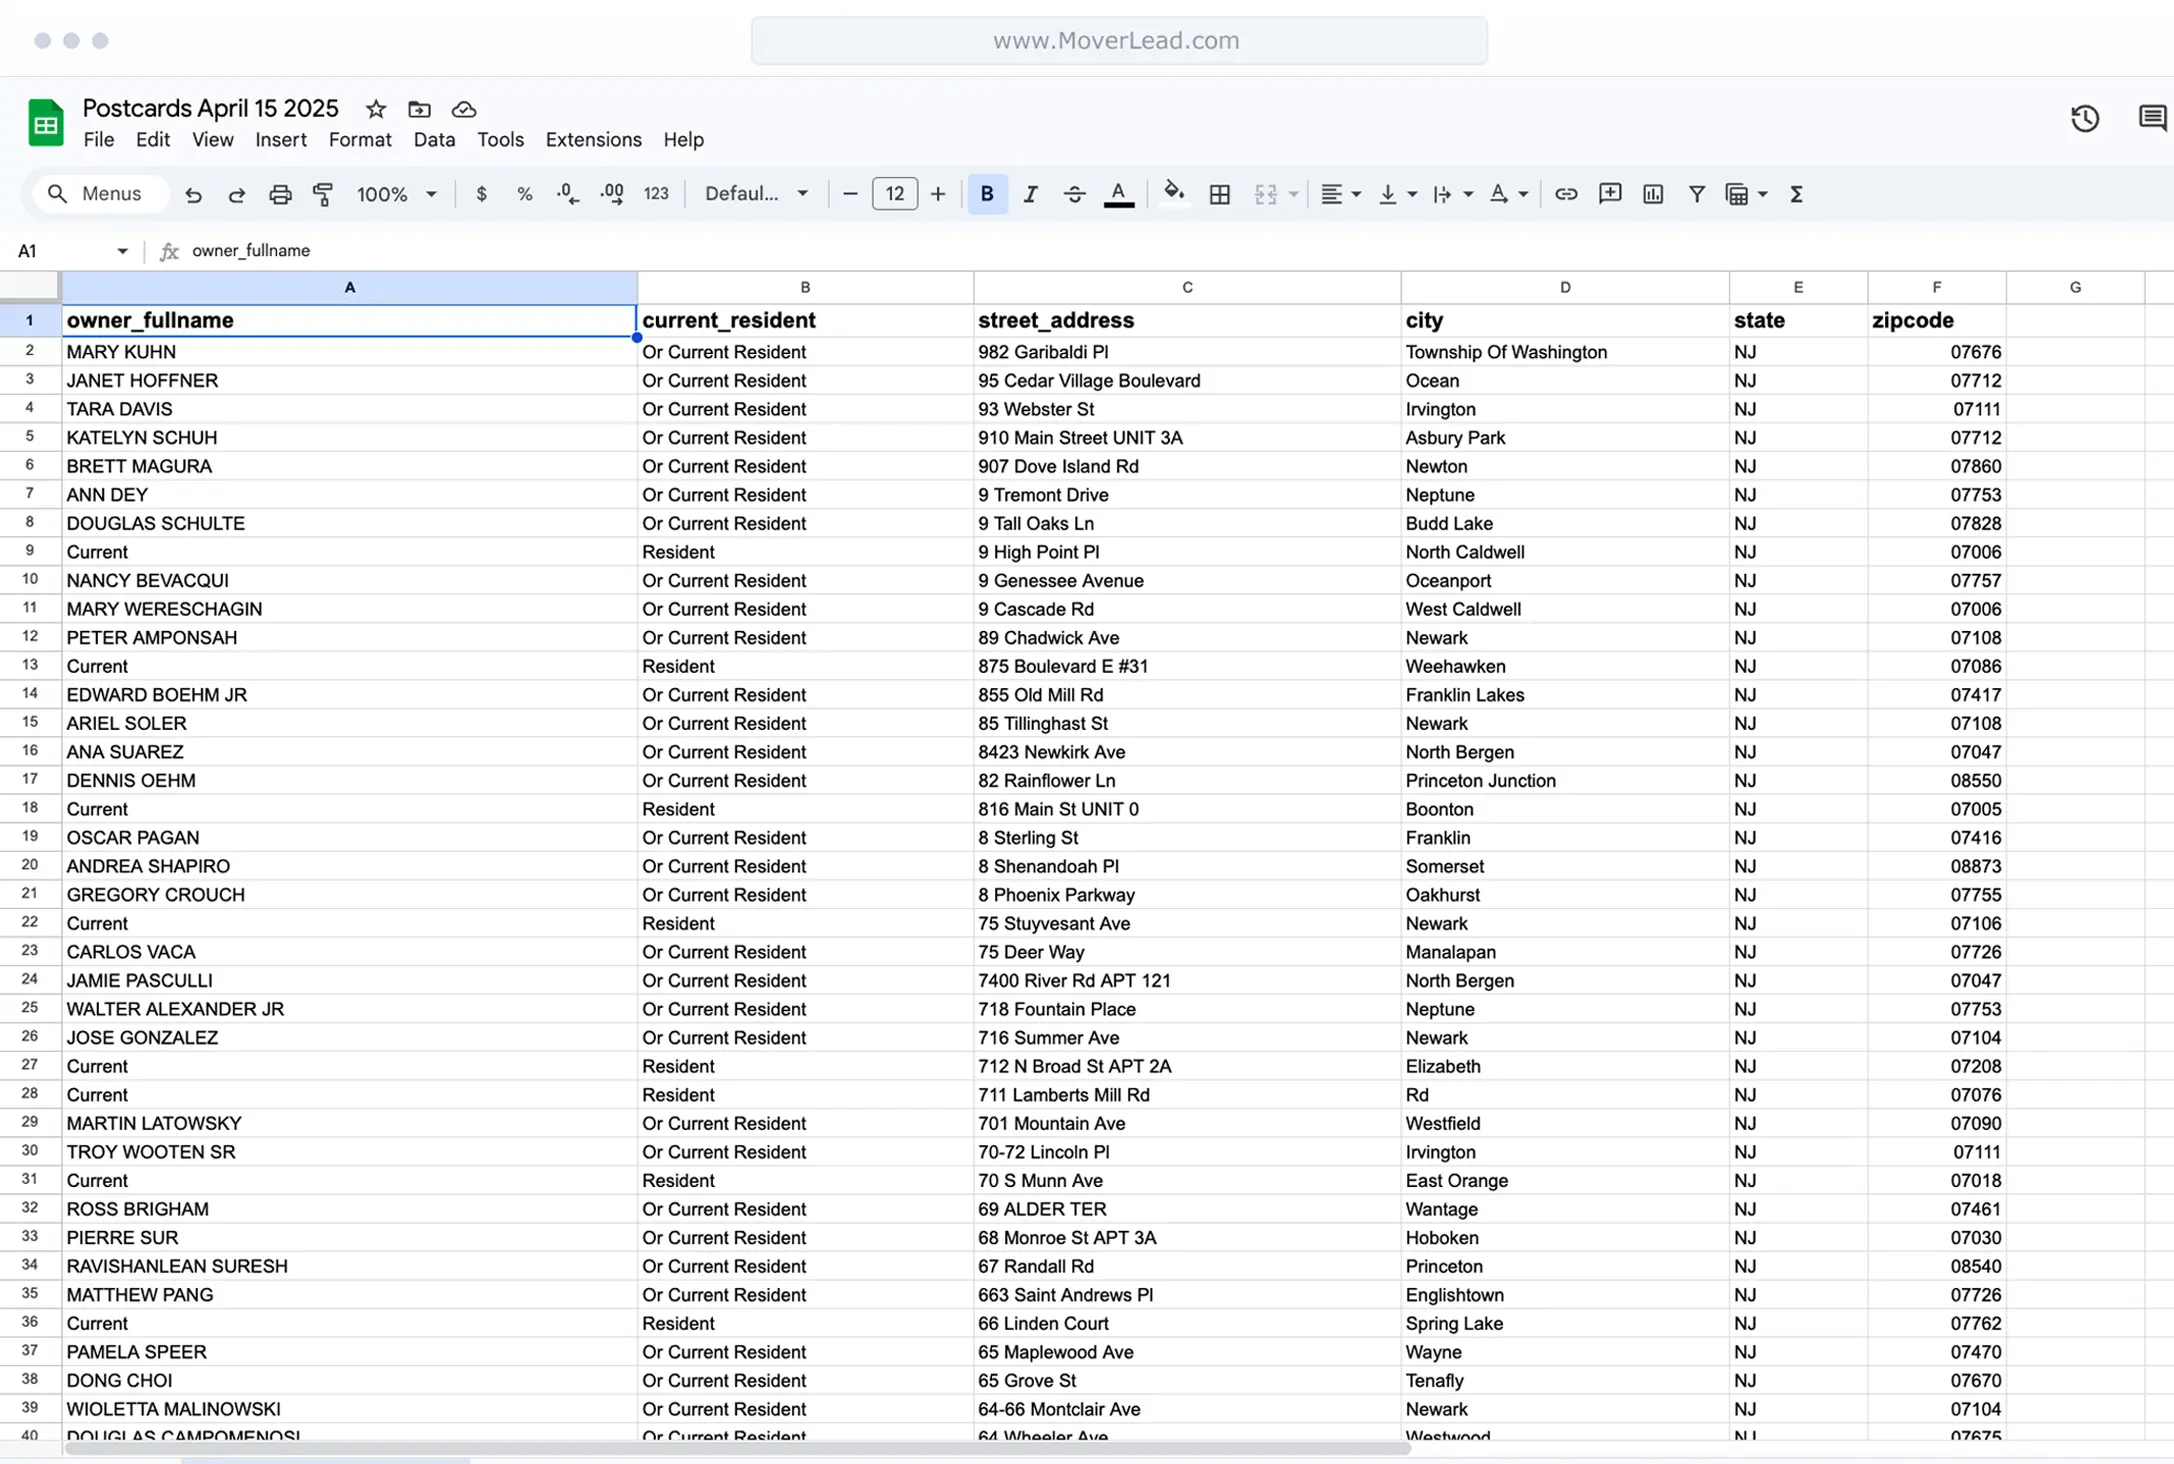 www.MoverLead.com
Postcards April 15 2025
File Edit View Insert Format Data Tools Extensions Help
Menus 100% $ % .0 .00 123 Defaul... 12 B I A
A1 fx owner_fullname
A B C D E F G
1 owner_fullname current_resident street_address city state zipcode
2 MARY KUHN Or Current Resident 982 Garibaldi Pl Township Of Washington NJ 07676
3 JANET HOFFNER Or Current Resident 95 Cedar Village Boulevard Ocean NJ 07712
4 TARA DAVIS Or Current Resident 93 Webster St Irvington NJ 07111
5 KATELYN SCHUH Or Current Resident 910 Main Street UNIT 3A Asbury Park NJ 07712
6 BRETT MAGURA Or Current Resident 907 Dove Island Rd Newton NJ 07860
7 ANN DEY Or Current Resident 9 Tremont Drive Neptune NJ 07753
8 DOUGLAS SCHULTE Or Current Resident 9 Tall Oaks Ln Budd Lake NJ 07828
9 Current Resident 9 High Point Pl North Caldwell NJ 07006
10 NANCY BEVACQUI Or Current Resident 9 Genessee Avenue Oceanport NJ 07757
11 MARY WERESCHAGIN Or Current Resident 9 Cascade Rd West Caldwell NJ 07006
12 PETER AMPONSAH Or Current Resident 89 Chadwick Ave Newark NJ 07108
13 Current Resident 875 Boulevard E #31 Weehawken NJ 07086
14 EDWARD BOEHM JR Or Current Resident 855 Old Mill Rd Franklin Lakes NJ 07417
15 ARIEL SOLER Or Current Resident 85 Tillinghast St Newark NJ 07108
16 ANA SUAREZ Or Current Resident 8423 Newkirk Ave North Bergen NJ 07047
17 DENNIS OEHM Or Current Resident 82 Rainflower Ln Princeton Junction NJ 08550
18 Current Resident 816 Main St UNIT 0 Boonton NJ 07005
19 OSCAR PAGAN Or Current Resident 8 Sterling St Franklin NJ 07416
20 ANDREA SHAPIRO Or Current Resident 8 Shenandoah Pl Somerset NJ 08873
21 GREGORY CROUCH Or Current Resident 8 Phoenix Parkway Oakhurst NJ 07755
22 Current Resident 75 Stuyvesant Ave Newark NJ 07106
23 CARLOS VACA Or Current Resident 75 Deer Way Manalapan NJ 07726
24 JAMIE PASCULLI Or Current Resident 7400 River Rd APT 121 North Bergen NJ 07047
25 WALTER ALEXANDER JR Or Current Resident 718 Fountain Place Neptune NJ 07753
26 JOSE GONZALEZ Or Current Resident 716 Summer Ave Newark NJ 07104
27 Current Resident 712 N Broad St APT 2A Elizabeth NJ 07208
28 Current Resident 711 Lamberts Mill Rd Rd NJ 07076
29 MARTIN LATOWSKY Or Current Resident 701 Mountain Ave Westfield NJ 07090
30 TROY WOOTEN SR Or Current Resident 70-72 Lincoln Pl Irvington NJ 07111
31 Current Resident 70 S Munn Ave East Orange NJ 07018
32 ROSS BRIGHAM Or Current Resident 69 ALDER TER Wantage NJ 07461
33 PIERRE SUR Or Current Resident 68 Monroe St APT 3A Hoboken NJ 07030
34 RAVISHANLEAN SURESH Or Current Resident 67 Randall Rd Princeton NJ 08540
35 MATTHEW PANG Or Current Resident 663 Saint Andrews Pl Englishtown NJ 07726
36 Current Resident 66 Linden Court Spring Lake NJ 07762
37 PAMELA SPEER Or Current Resident 65 Maplewood Ave Wayne NJ 07470
38 DONG CHOI Or Current Resident 65 Grove St Tenafly NJ 07670
39 WIOLETTA MALINOWSKI Or Current Resident 64-66 Montclair Ave Newark NJ 07104
40 DOUGLAS CAMPOMENOSI Or Current Resident 64 Wheeler Ave Westwood NJ 07675